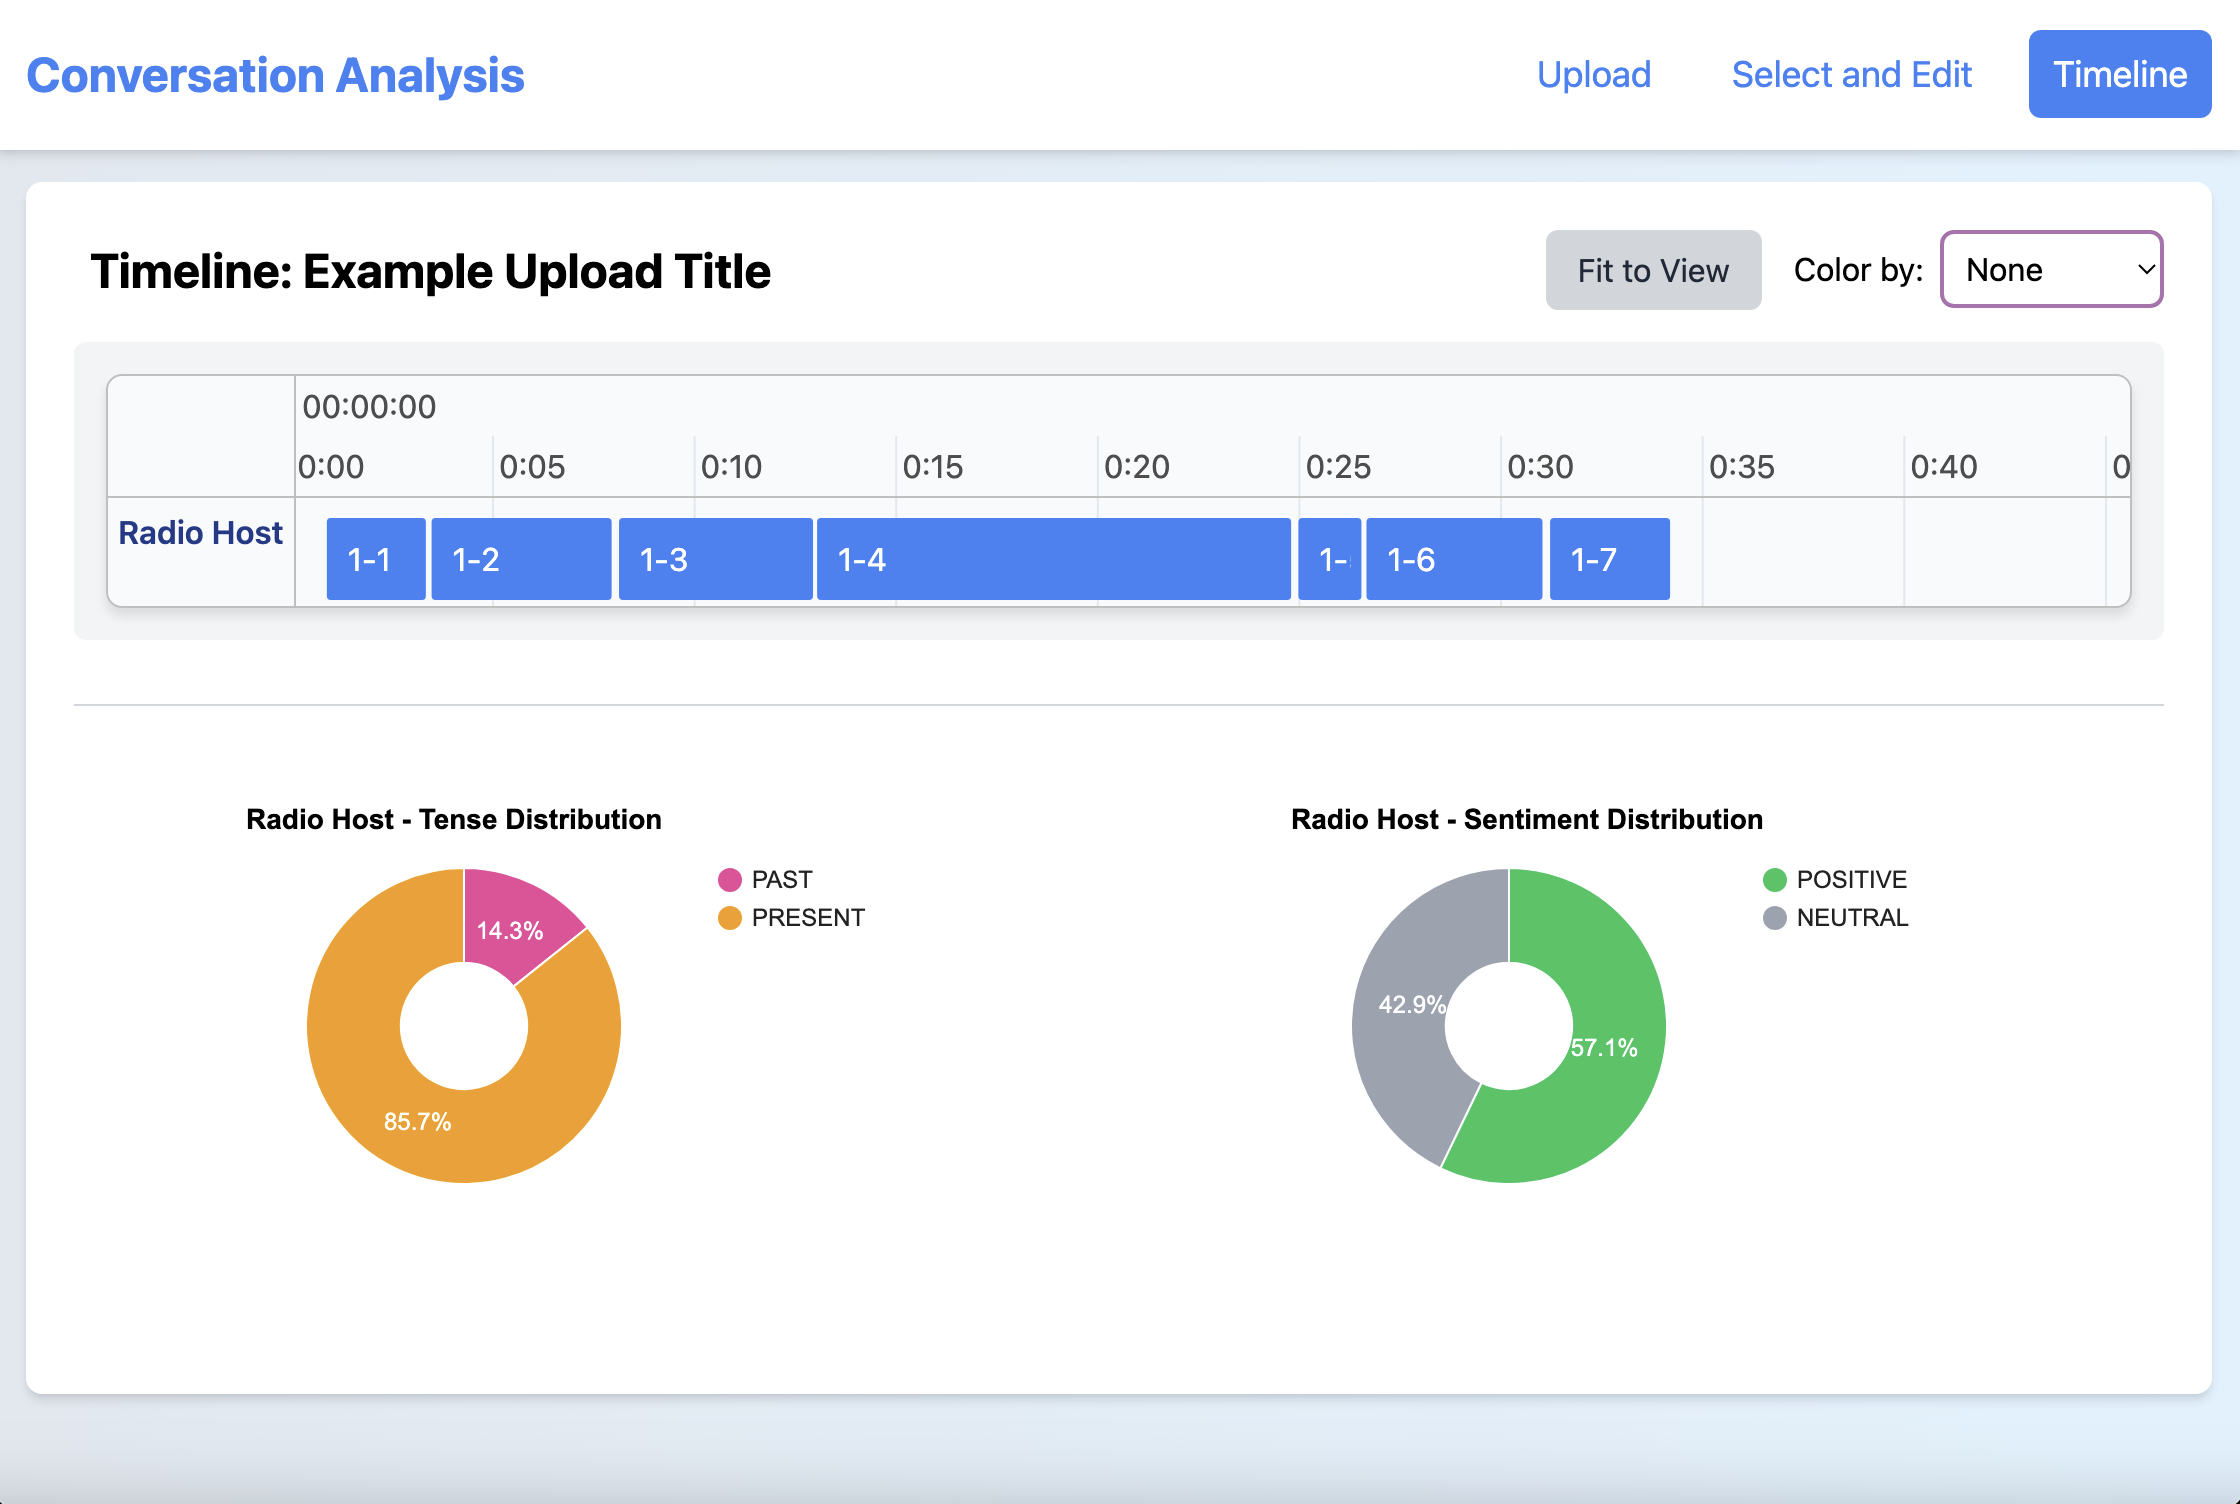 Conversation Analysis
Upload
Select and Edit
Timeline
Timeline: Example Upload Title
Fit to View
Color by:
None
00:00:00
0:00 0:05 0:10 0:15 0:20 0:25 0:30 0:35 0:40
Radio Host
1-1 1-2 1-3 1-4 1- 1-6 1-7
Radio Host - Tense Distribution
PAST
PRESENT
14.3%
85.7%
Radio Host - Sentiment Distribution
POSITIVE
NEUTRAL
42.9%
57.1%